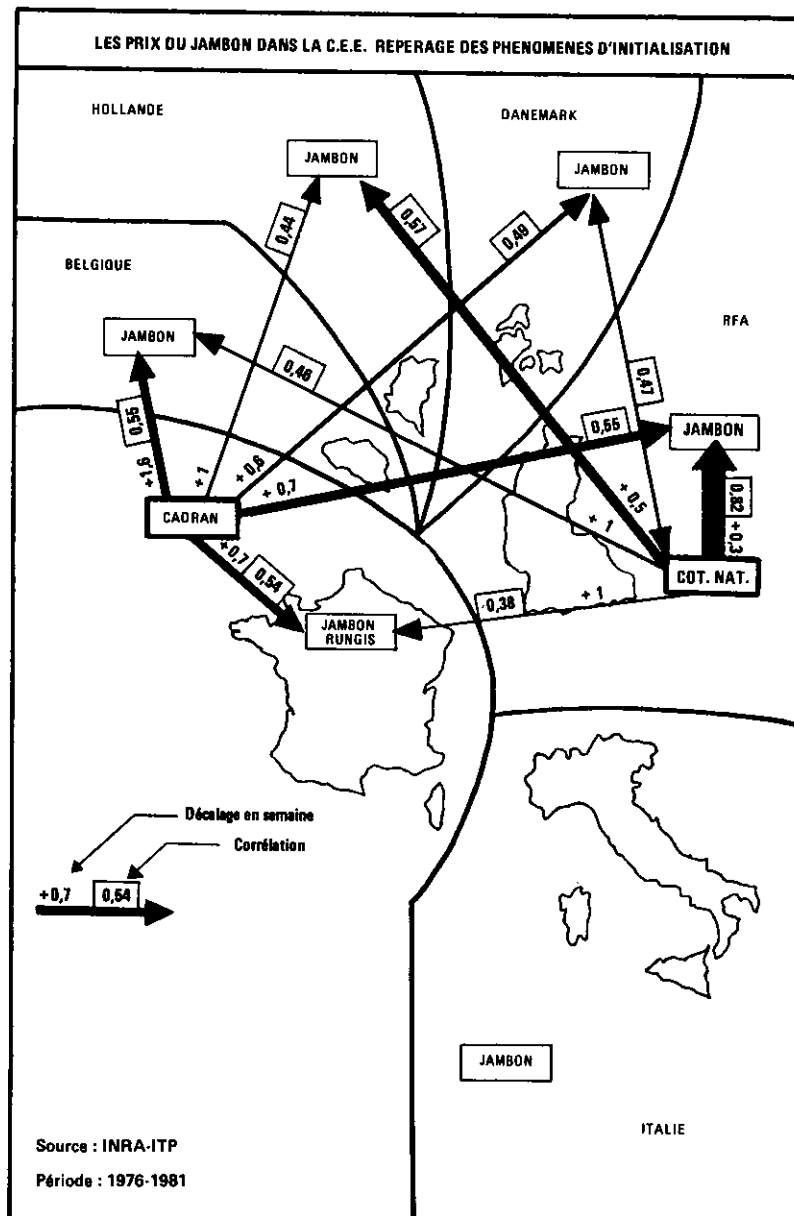 LES PRIX DU JAMBON DANS LA C.E.E. REPERAGE DES PHENOMENES D'INITIALISATION
HOLLANDE
DANEMARK
JAMBON
JAMBON
0,44
0,57
0,49
BELGIQUE
RFA
JAMBON
0,46
0,47
0,55
0,55
JAMBON
+1,6
+1
+0,6
+0,7
+0,5
0,82
+0,3
CADRAN
+1
COT. NAT.
+0,7
0,54
0,38
+1
JAMBON
RUNGIS
Décalage en semaine
Corrélation
+0,7
0,54
JAMBON
ITALIE
Source : INRA-ITP
Période : 1976-1981